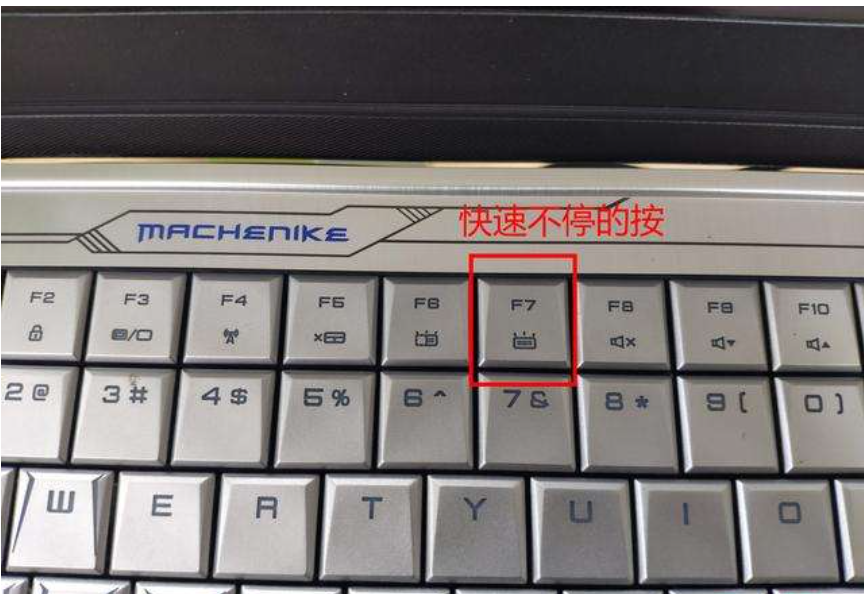 MACHENIKE
快速不停的按
F2 F3 F4 F5 F6 F7 F8 F9 F10
2 @ 3 # 4 $ 5 % 6 ^ 7 & 8 * 9 ( 0 )
W E R T Y U I O